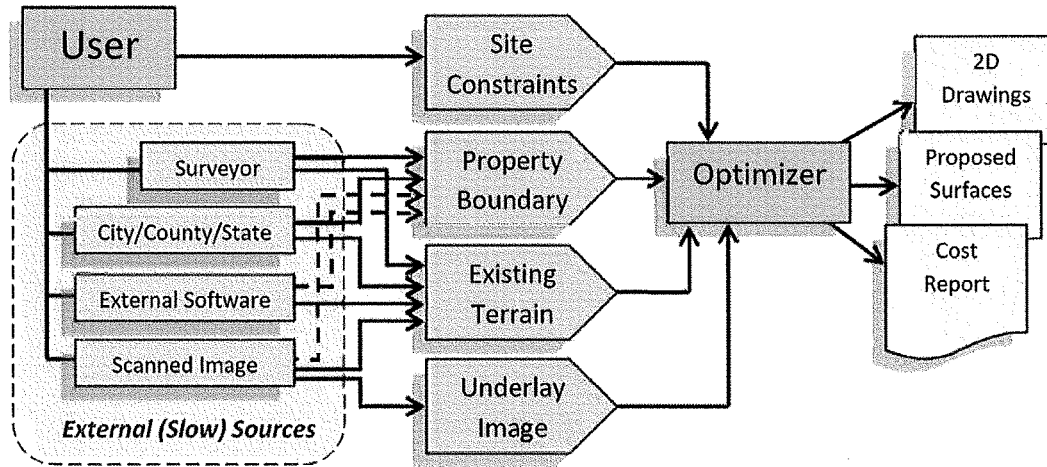 User
Site
Constraints
Surveyor
City/County/State
External Software
Scanned Image
External (Slow) Sources
Property
Boundary
Existing
Terrain
Underlay
Image
Optimizer
2D
Drawings
Proposed
Surfaces
Cost
Report